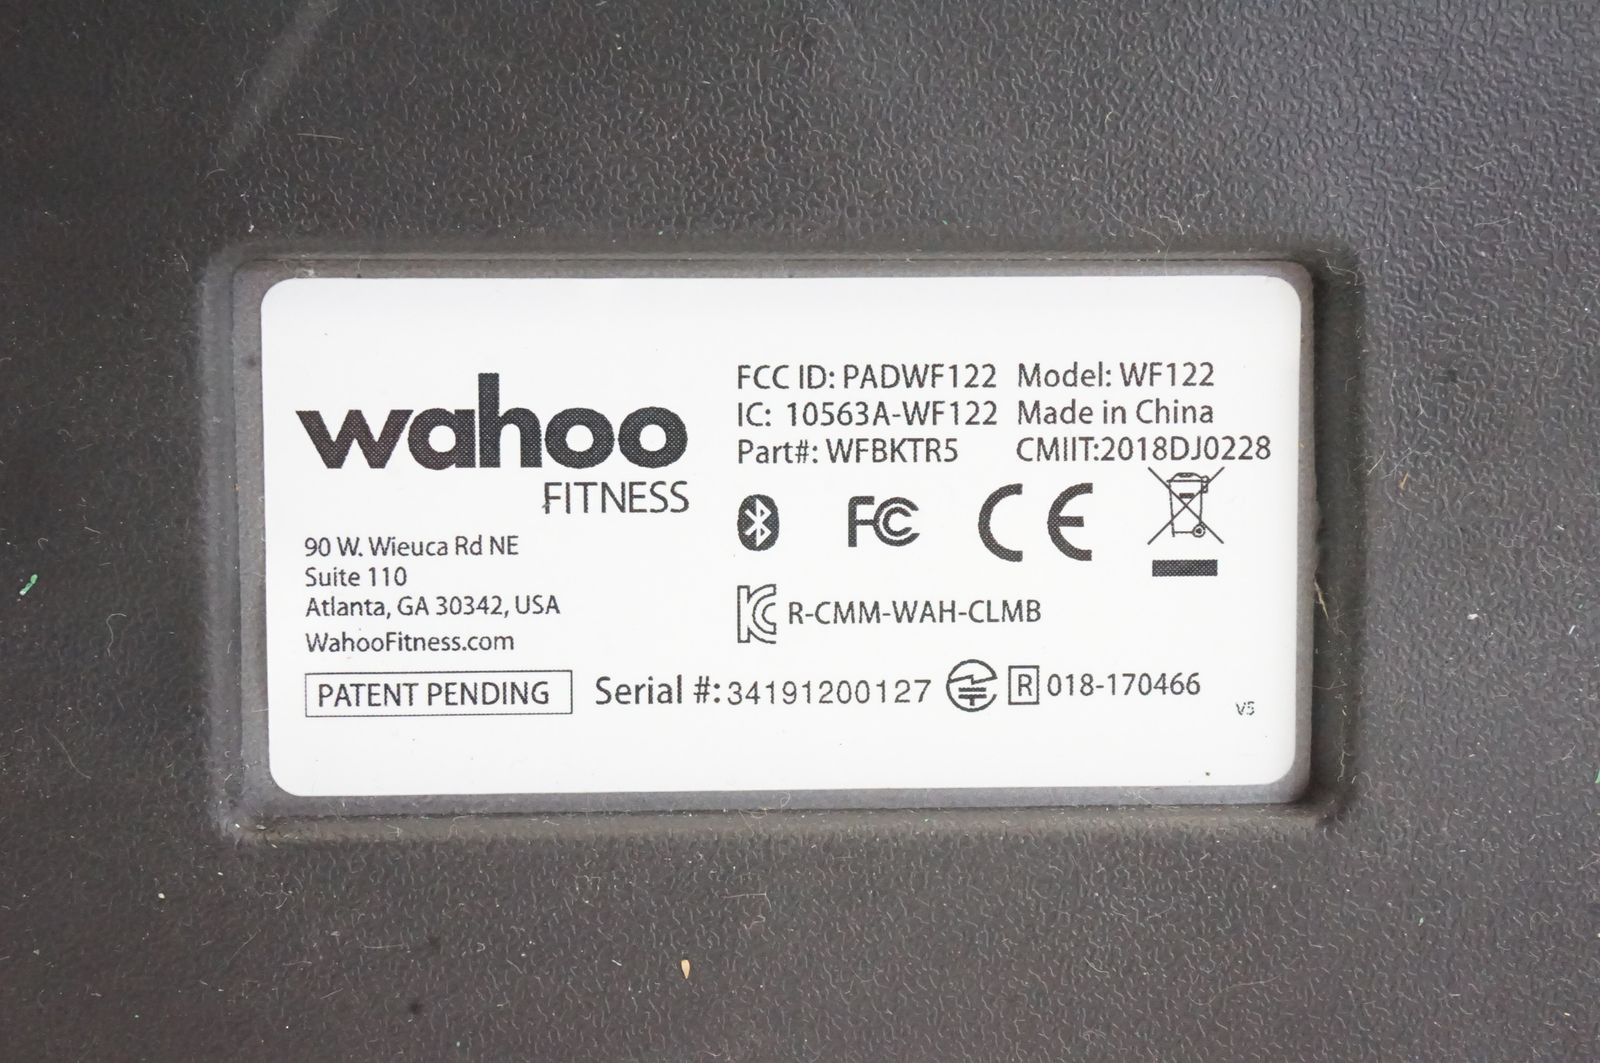 wahoo
FITNESS
90 W. Wieuca Rd NE
Suite 110
Atlanta, GA 30342, USA
WahooFitness.com
PATENT PENDING
FCC ID: PADWF122 Model: WF122
IC: 10563A-WF122 Made in China
Part#: WFBKTR5 CMIIT:2018DJ0228
FC CE
KC R-CMM-WAH-CLMB
Serial #: 34191200127 R 018-170466
V5